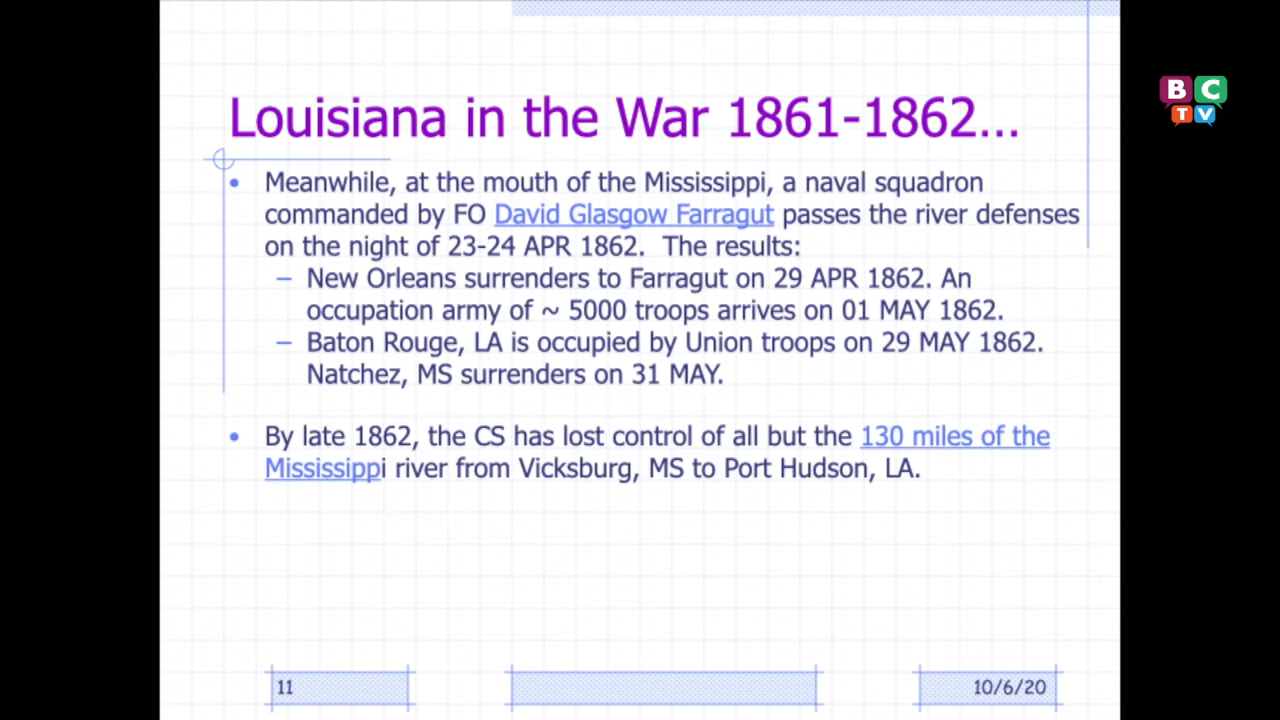 BC
TV
Louisiana in the War 1861-1862…
• Meanwhile, at the mouth of the Mississippi, a naval squadron
commanded by FO David Glasgow Farragut passes the river defenses
on the night of 23-24 APR 1862.  The results:
– New Orleans surrenders to Farragut on 29 APR 1862. An
occupation army of ~ 5000 troops arrives on 01 MAY 1862.
– Baton Rouge, LA is occupied by Union troops on 29 MAY 1862.
Natchez, MS surrenders on 31 MAY.
• By late 1862, the CS has lost control of all but the 130 miles of the
Mississippi river from Vicksburg, MS to Port Hudson, LA.
11
10/6/20